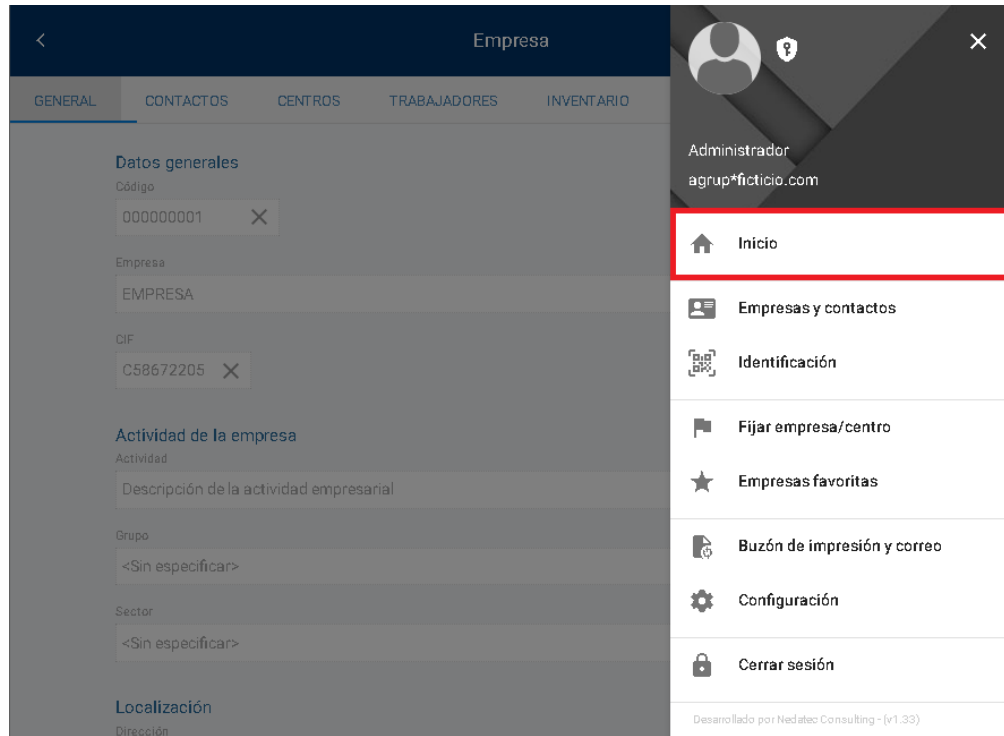 Empresa
GENERAL CONTACTOS CENTROS TRABAJADORES INVENTARIO
Datos generales
Código
000000001
Empresa
EMPRESA
CIF
C58672205
Actividad de la empresa
Actividad
Descripción de la actividad empresarial
Grupo
<Sin especificar>
Sector
<Sin especificar>
Localización
Dirección
Administrador
agrup*ficticio.com
Inicio
Empresas y contactos
Identificación
Fijar empresa/centro
Empresas favoritas
Buzón de impresión y correo
Configuración
Cerrar sesión
Desarrollado por Nedatec Consulting - (v1.33)